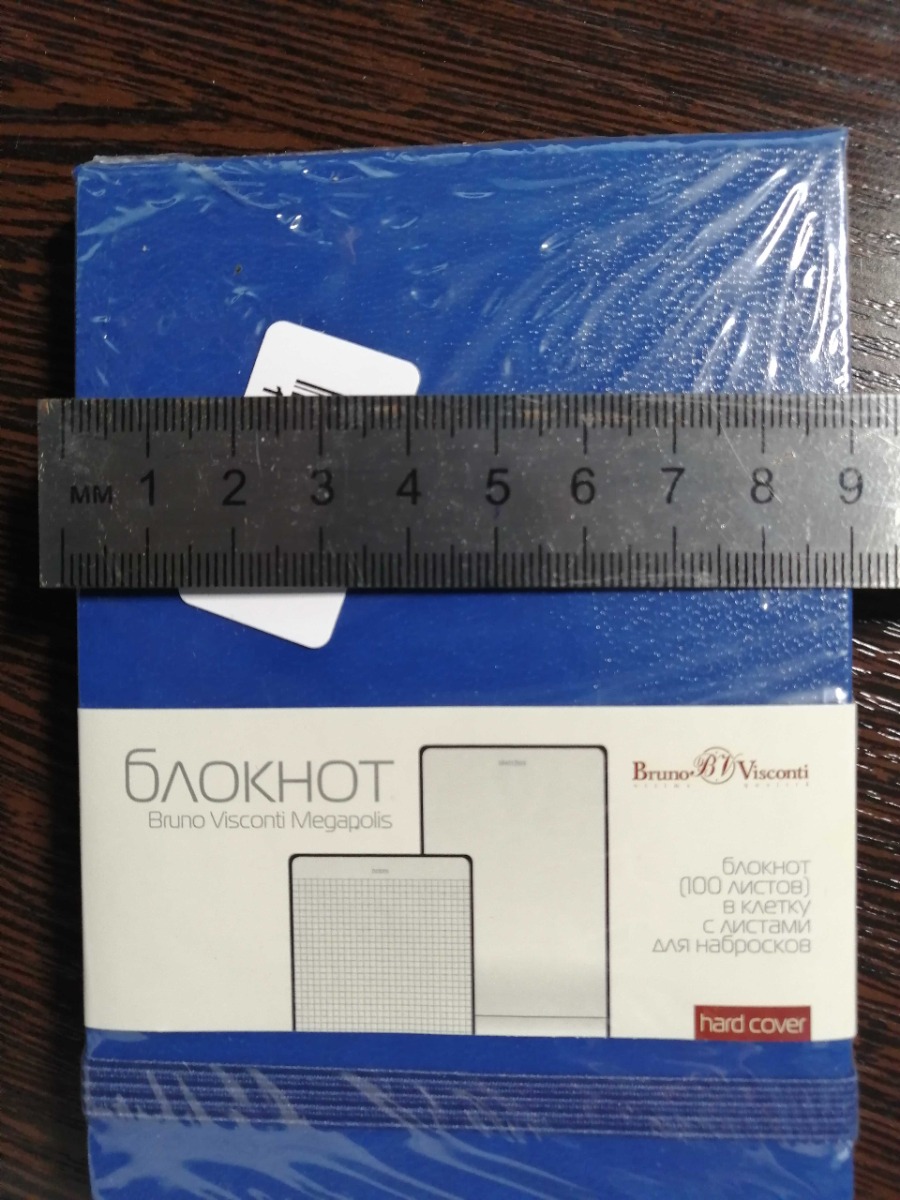 мм 1 2 3 4 5 6 7 8 9
блокнот
Bruno Visconti Megapolis
Bruno BV Visconti
блокнот
(100 листов)
в клетку
с листами
для набросков
hard cover